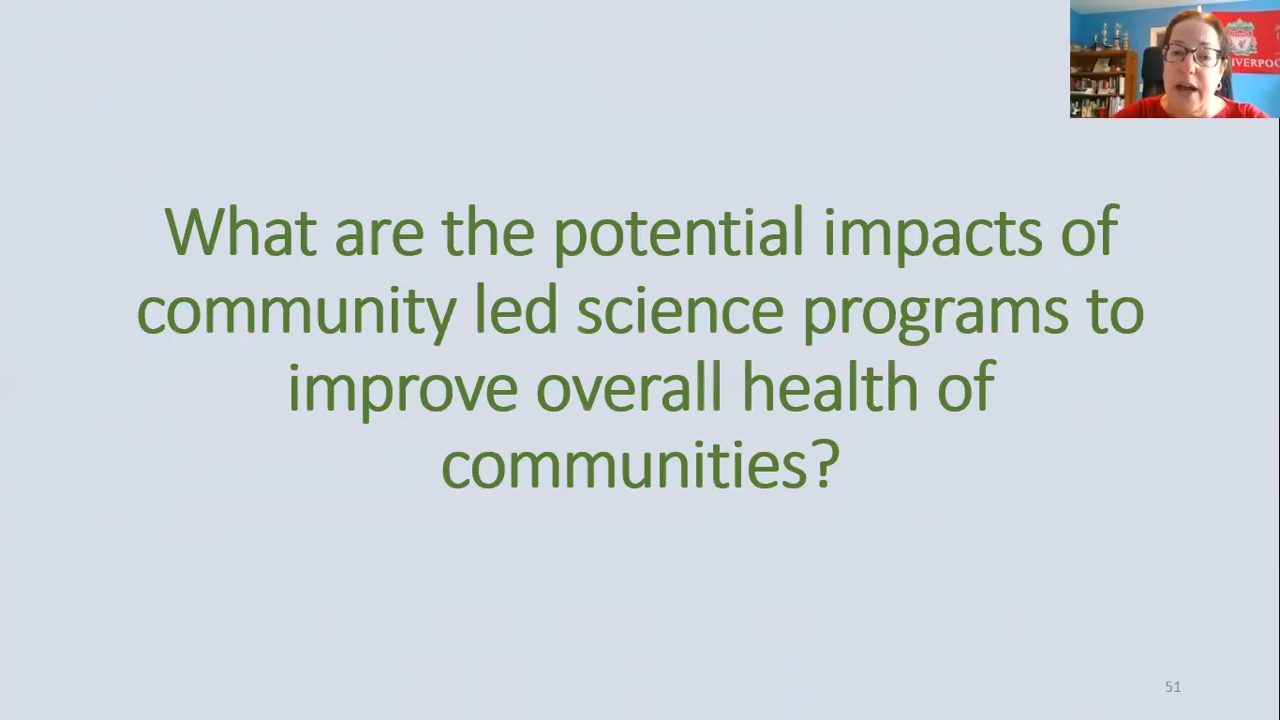 What are the potential impacts of
community led science programs to
improve overall health of
communities?
51